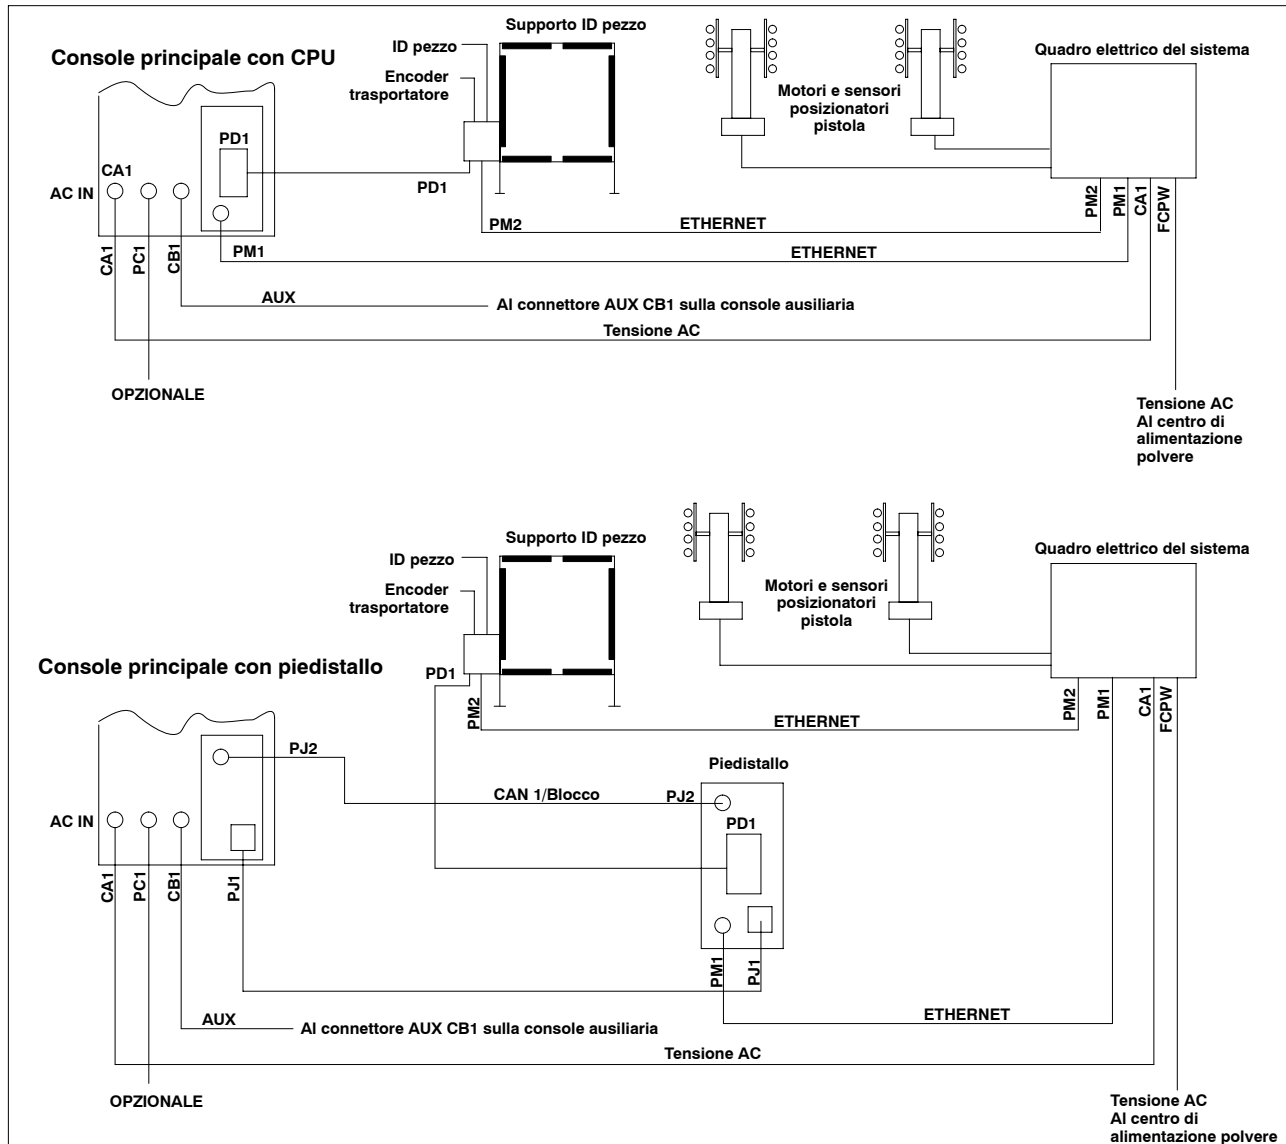 Supporto ID pezzo
Console principale con CPU
ID pezzo
Encoder
trasportatore
Motori e sensori
posizionatori
pistola
Quadro elettrico del sistema
PD1
CA1
AC IN
PD1
PM2
ETHERNET
PM2
PM1
CA1
FCPW
CA1
PC1
CB1
PM1
ETHERNET
AUX
Al connettore AUX CB1 sulla console ausiliaria
Tensione AC
OPZIONALE
Tensione AC
Al centro di
alimentazione
polvere
Supporto ID pezzo
ID pezzo
Encoder
trasportatore
Motori e sensori
posizionatori
pistola
Quadro elettrico del sistema
Console principale con piedistallo
PD1
PM2
ETHERNET
PM2
PM1
CA1
FCPW
PJ2
Piedistallo
CAN 1/Blocco
PJ2
AC IN
PD1
CA1
PC1
CB1
PJ1
PM1
PJ1
AUX
Al connettore AUX CB1 sulla console ausiliaria
ETHERNET
Tensione AC
OPZIONALE
Tensione AC
Al centro di
alimentazione polvere